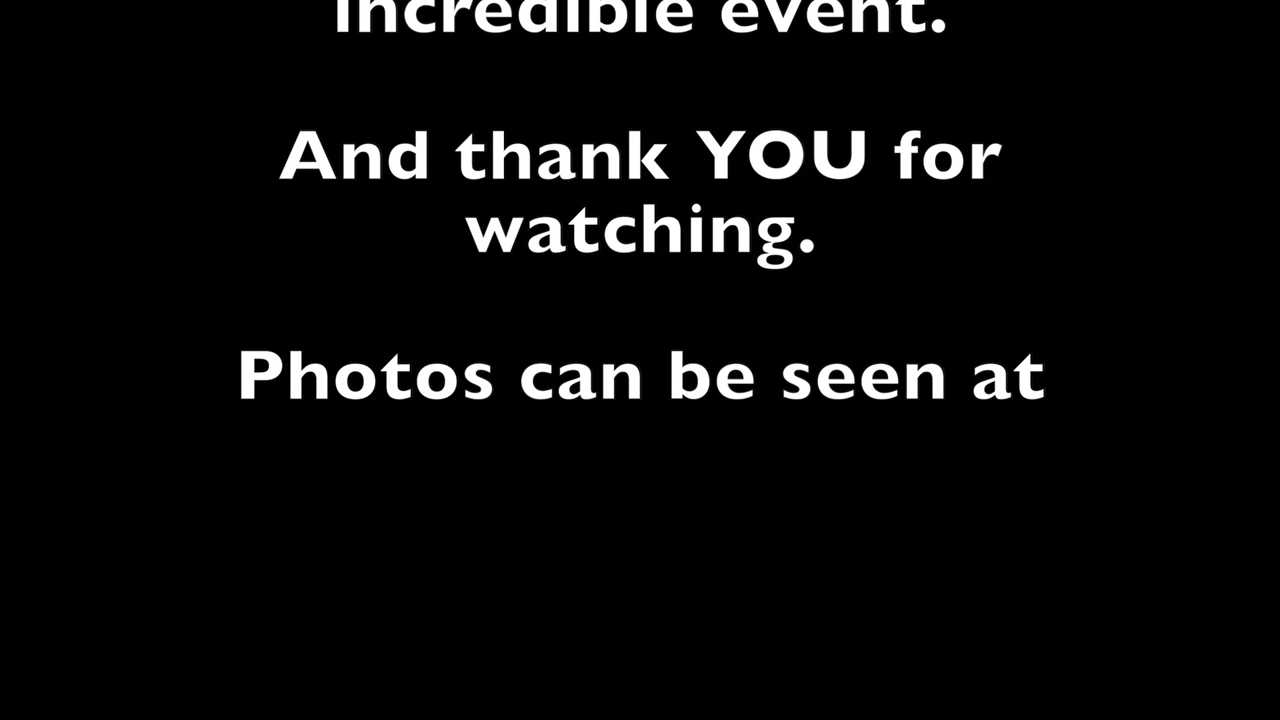 incredible event.
And thank YOU for
watching.
Photos can be seen at